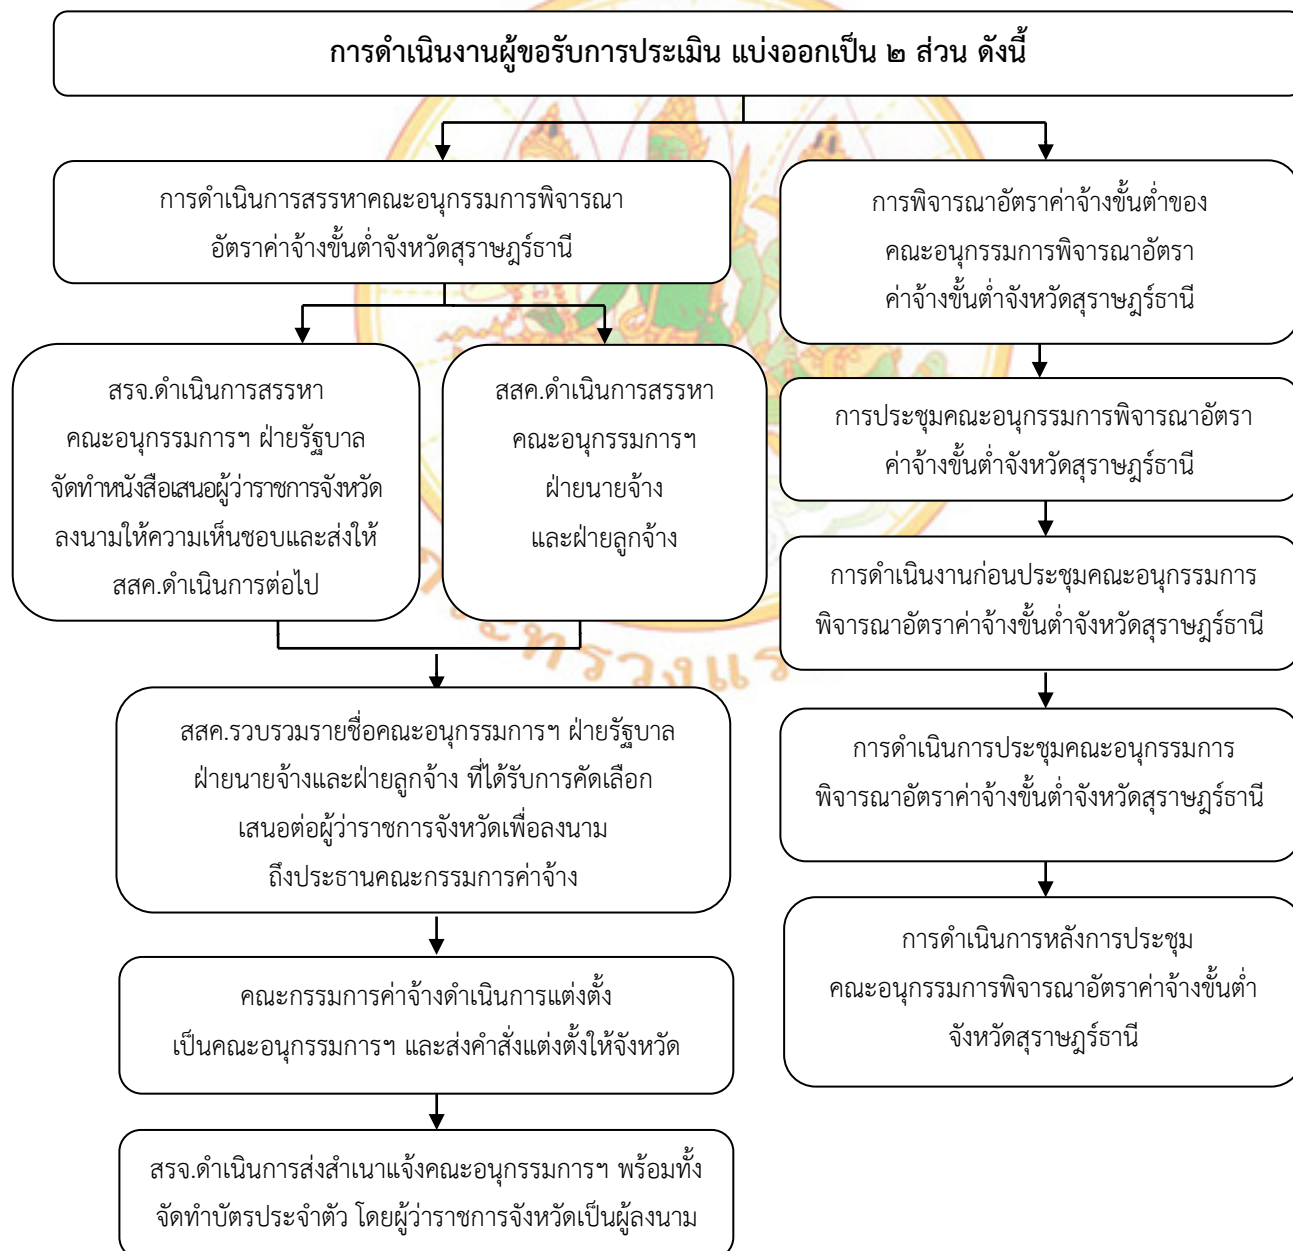 การดำเนินงานผู้ขอรับการประเมิน แบ่งออกเป็น ๒ ส่วน ดังนี้
การดำเนินการสรรหาคณะอนุกรรมการพิจารณา
อัตราค่าจ้างขั้นต่ำจังหวัดสุราษฎร์ธานี
สรจ.ดำเนินการสรรหา
คณะอนุกรรมการฯ ฝ่ายรัฐบาล
จัดทำหนังสือเสนอผู้ว่าราชการจังหวัด
ลงนามให้ความเห็นชอบและส่งให้
สสค.ดำเนินการต่อไป
สสค.ดำเนินการสรรหา
คณะอนุกรรมการฯ
ฝ่ายนายจ้าง
และฝ่ายลูกจ้าง
สสค.รวบรวมรายชื่อคณะอนุกรรมการฯ ฝ่ายรัฐบาล
ฝ่ายนายจ้างและฝ่ายลูกจ้าง ที่ได้รับการคัดเลือก
เสนอต่อผู้ว่าราชการจังหวัดเพื่อลงนาม
ถึงประธานคณะกรรมการค่าจ้าง
คณะกรรมการค่าจ้างดำเนินการแต่งตั้ง
เป็นคณะอนุกรรมการฯ และส่งคำสั่งแต่งตั้งให้จังหวัด
สรจ.ดำเนินการส่งสำเนาแจ้งคณะอนุกรรมการฯ พร้อมทั้ง
จัดทำบัตรประจำตัว โดยผู้ว่าราชการจังหวัดเป็นผู้ลงนาม
การพิจารณาอัตราค่าจ้างขั้นต่ำของ
คณะอนุกรรมการพิจารณาอัตรา
ค่าจ้างขั้นต่ำจังหวัดสุราษฎร์ธานี
การประชุมคณะอนุกรรมการพิจารณาอัตรา
ค่าจ้างขั้นต่ำจังหวัดสุราษฎร์ธานี
การดำเนินงานก่อนประชุมคณะอนุกรรมการ
พิจารณาอัตราค่าจ้างขั้นต่ำจังหวัดสุราษฎร์ธานี
การดำเนินการประชุมคณะอนุกรรมการ
พิจารณาอัตราค่าจ้างขั้นต่ำจังหวัดสุราษฎร์ธานี
การดำเนินการหลังการประชุม
คณะอนุกรรมการพิจารณาอัตราค่าจ้างขั้นต่ำ
จังหวัดสุราษฎร์ธานี